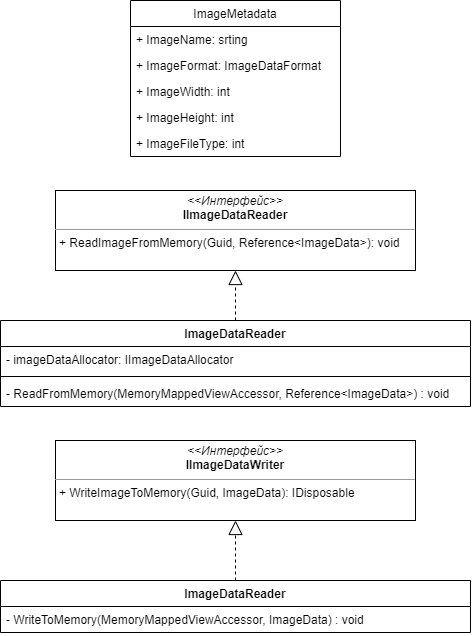 ImageMetadata
+ ImageName: srting
+ ImageFormat: ImageDataFormat
+ ImageWidth: int
+ ImageHeight: int
+ ImageFileType: int
<<Интерфейс>>
IImageDataReader
+ ReadImageFromMemory(Guid, Reference<ImageData>): void
ImageDataReader
- imageDataAllocator: IImageDataAllocator
- ReadFromMemory(MemoryMappedViewAccessor, Reference<ImageData>) : void
<<Интерфейс>>
IImageDataWriter
+ WriteImageToMemory(Guid, ImageData): IDisposable
ImageDataReader
- WriteToMemory(MemoryMappedViewAccessor, ImageData) : void